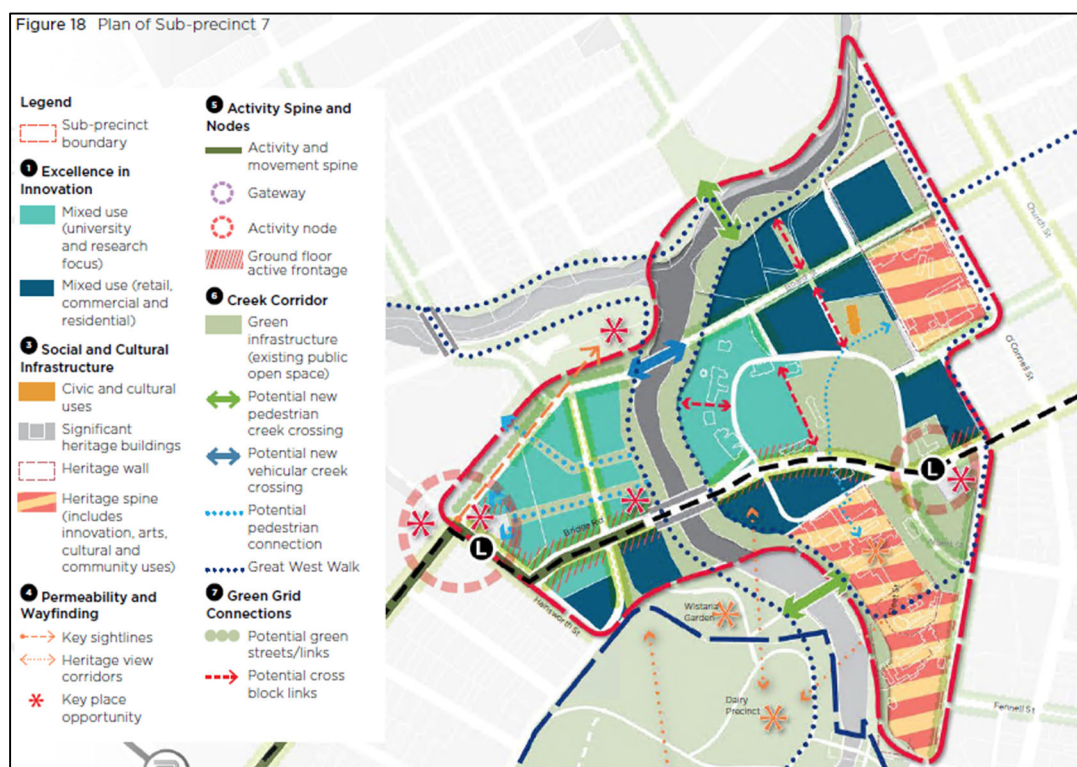 Figure 18 Plan of Sub-precinct 7
Legend
Sub-precinct
boundary
1 Excellence in
Innovation
Mixed use
(university
and research
focus)
Mixed use (retail,
commercial and
residential)
3 Social and Cultural
Infrastructure
Civic and cultural
uses
Significant
heritage buildings
Heritage wall
Heritage spine
(includes
innovation, arts,
cultural and
community uses)
4 Permeability and
Wayfinding
Key sightlines
Heritage view
corridors
Key place
opportunity
5 Activity Spine and
Nodes
Activity and
movement spine
Gateway
Activity node
Ground floor
active frontage
6 Creek Corridor
Green
infrastructure
(existing public
open space)
Potential new
pedestrian
creek crossing
Potential new
vehicular creek
crossing
Potential
pedestrian
connection
Great West Walk
7 Green Grid
Connections
Potential green
streets/links
Potential cross
block links
Church St
O'Connell St
L
L
Bridge Rd
Hainsworth St
Wistaria
Garden
Dairy
Precinct
Fennell St